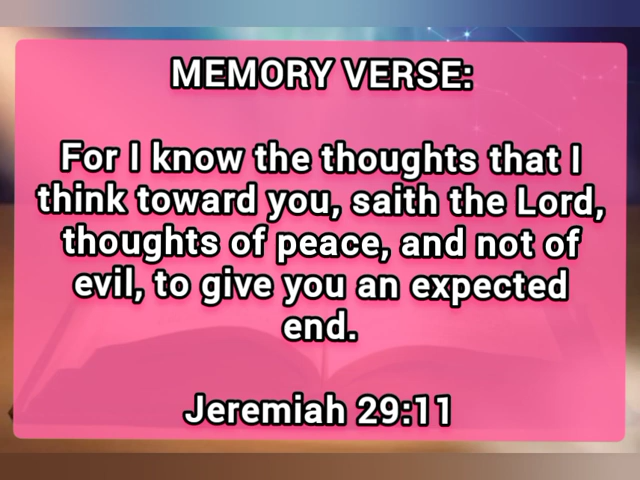 MEMORY VERSE:
For I know the thoughts that I
think toward you, saith the Lord,
thoughts of peace, and not of
evil, to give you an expected
end.
Jeremiah 29:11